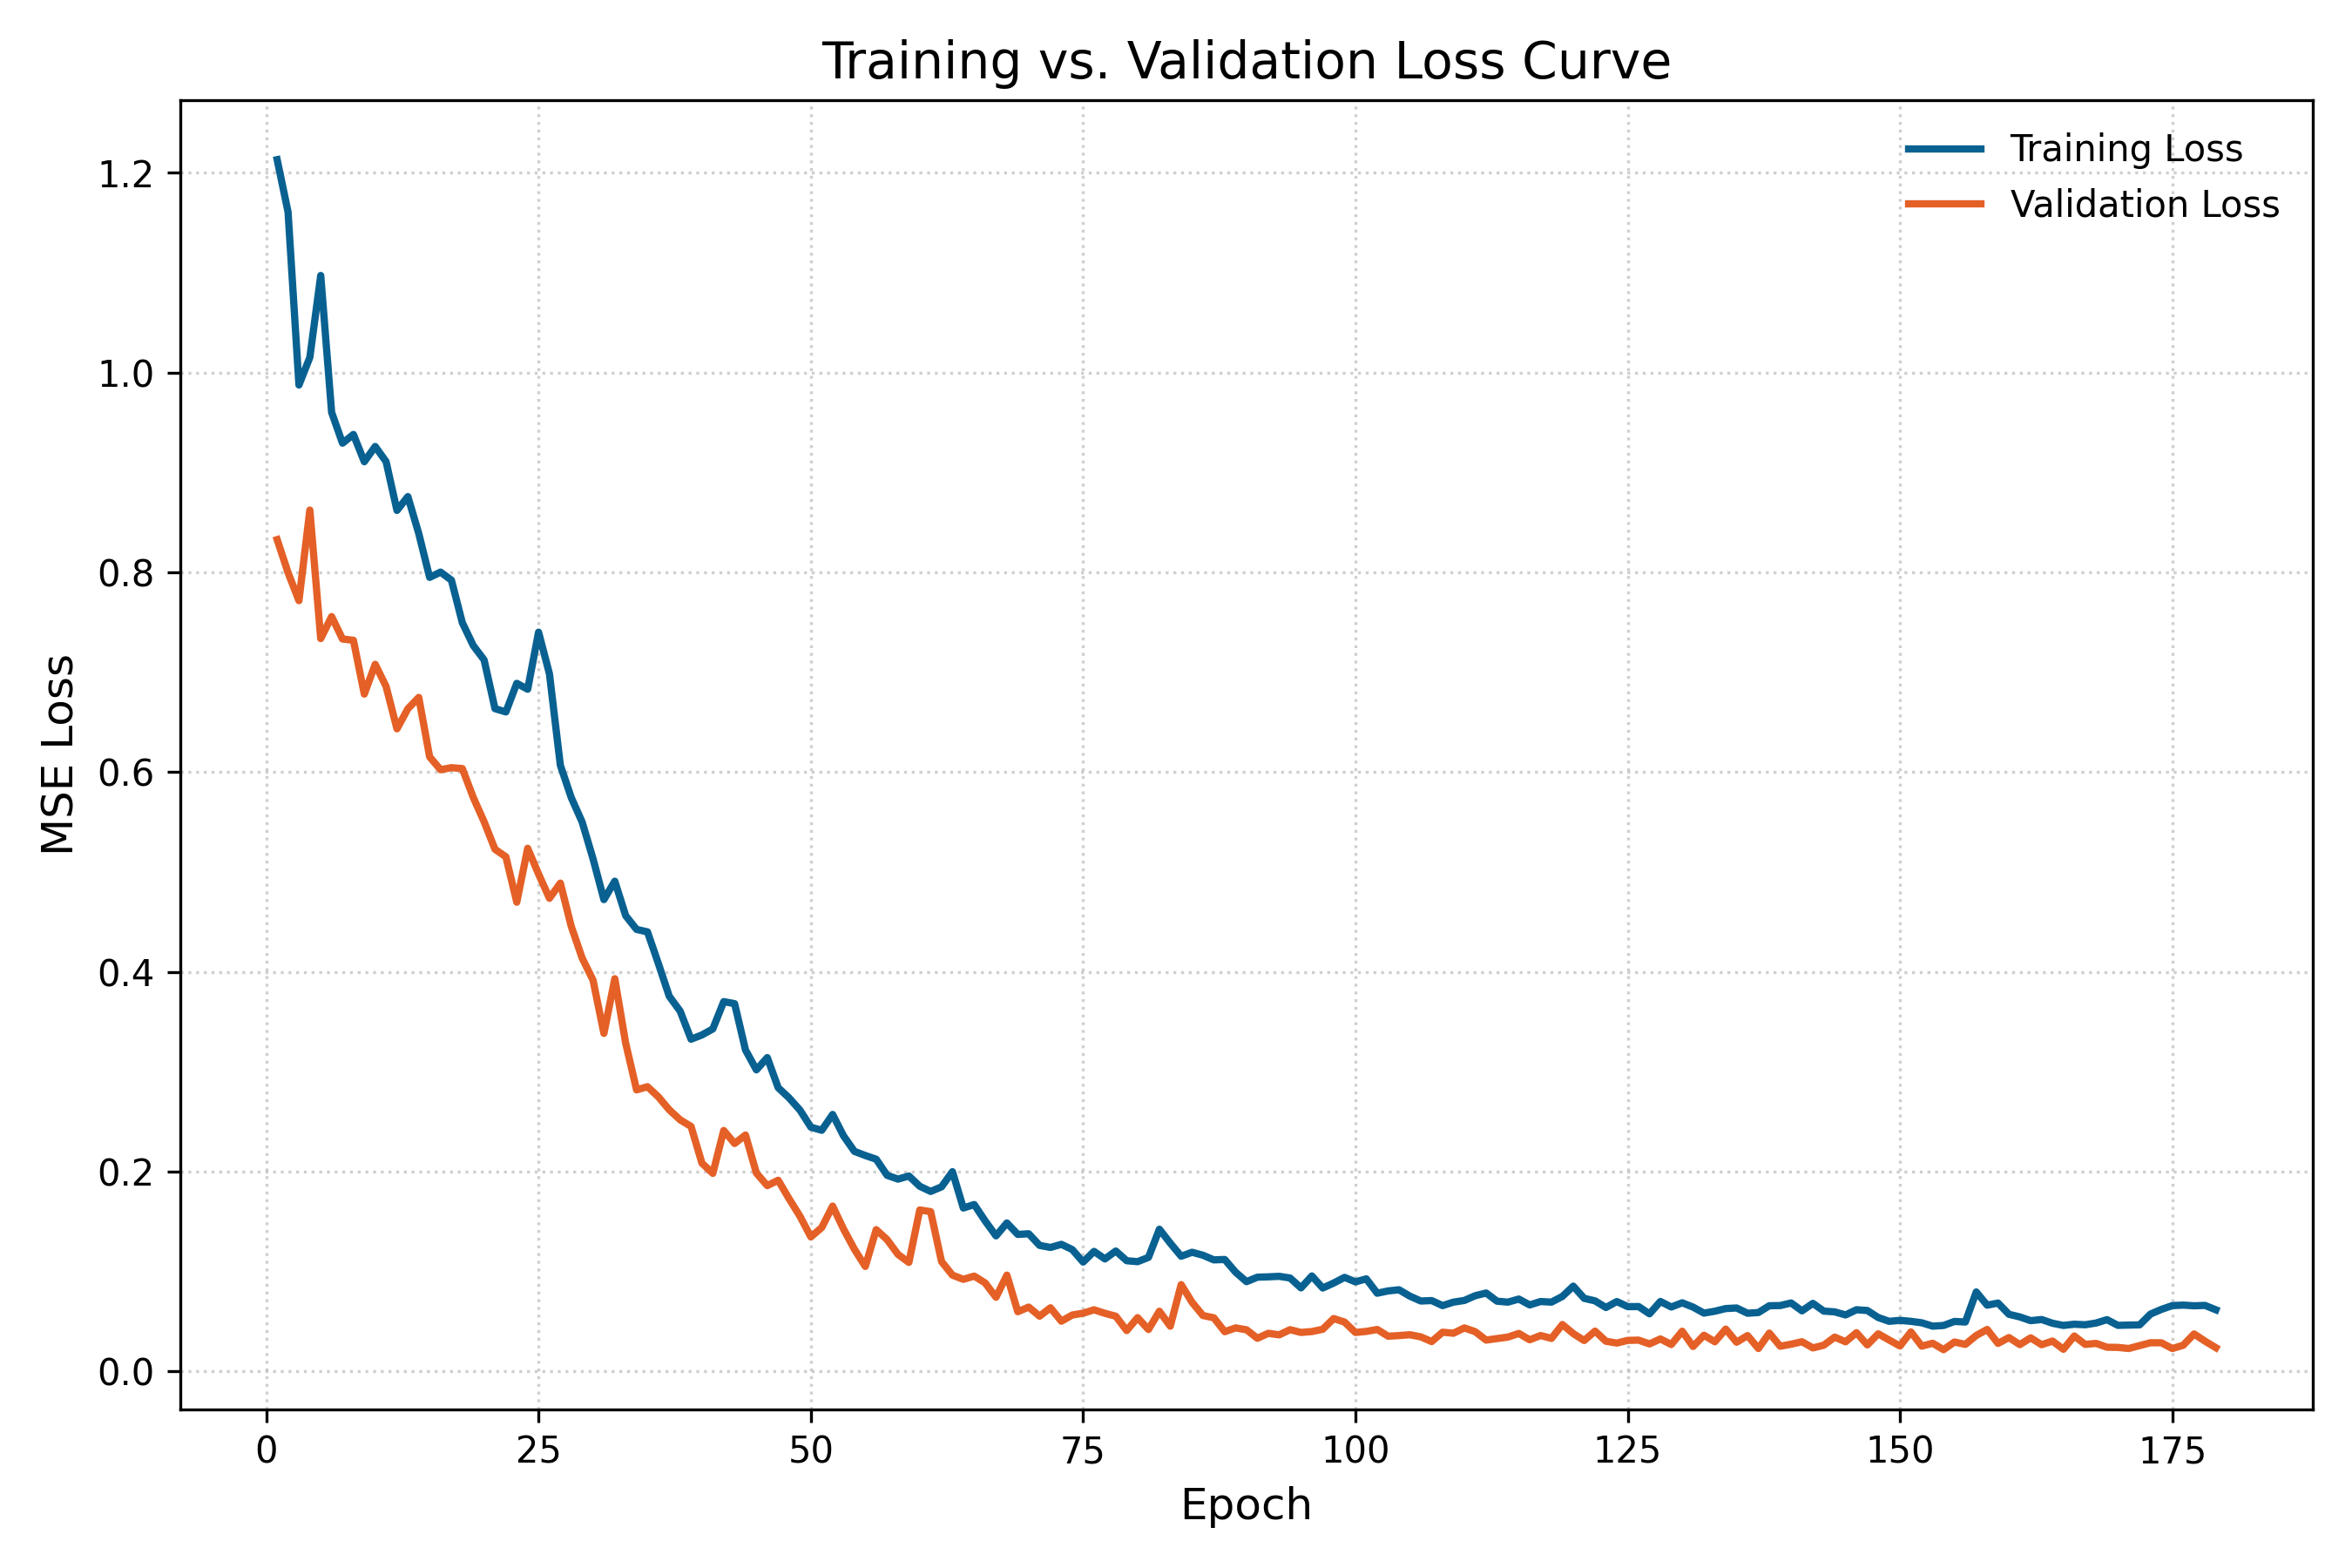 Training vs. Validation Loss Curve
Training Loss
Validation Loss
MSE Loss
1.2
1.0
0.8
0.6
0.4
0.2
0.0
0 25 50 75 100 125 150 175
Epoch